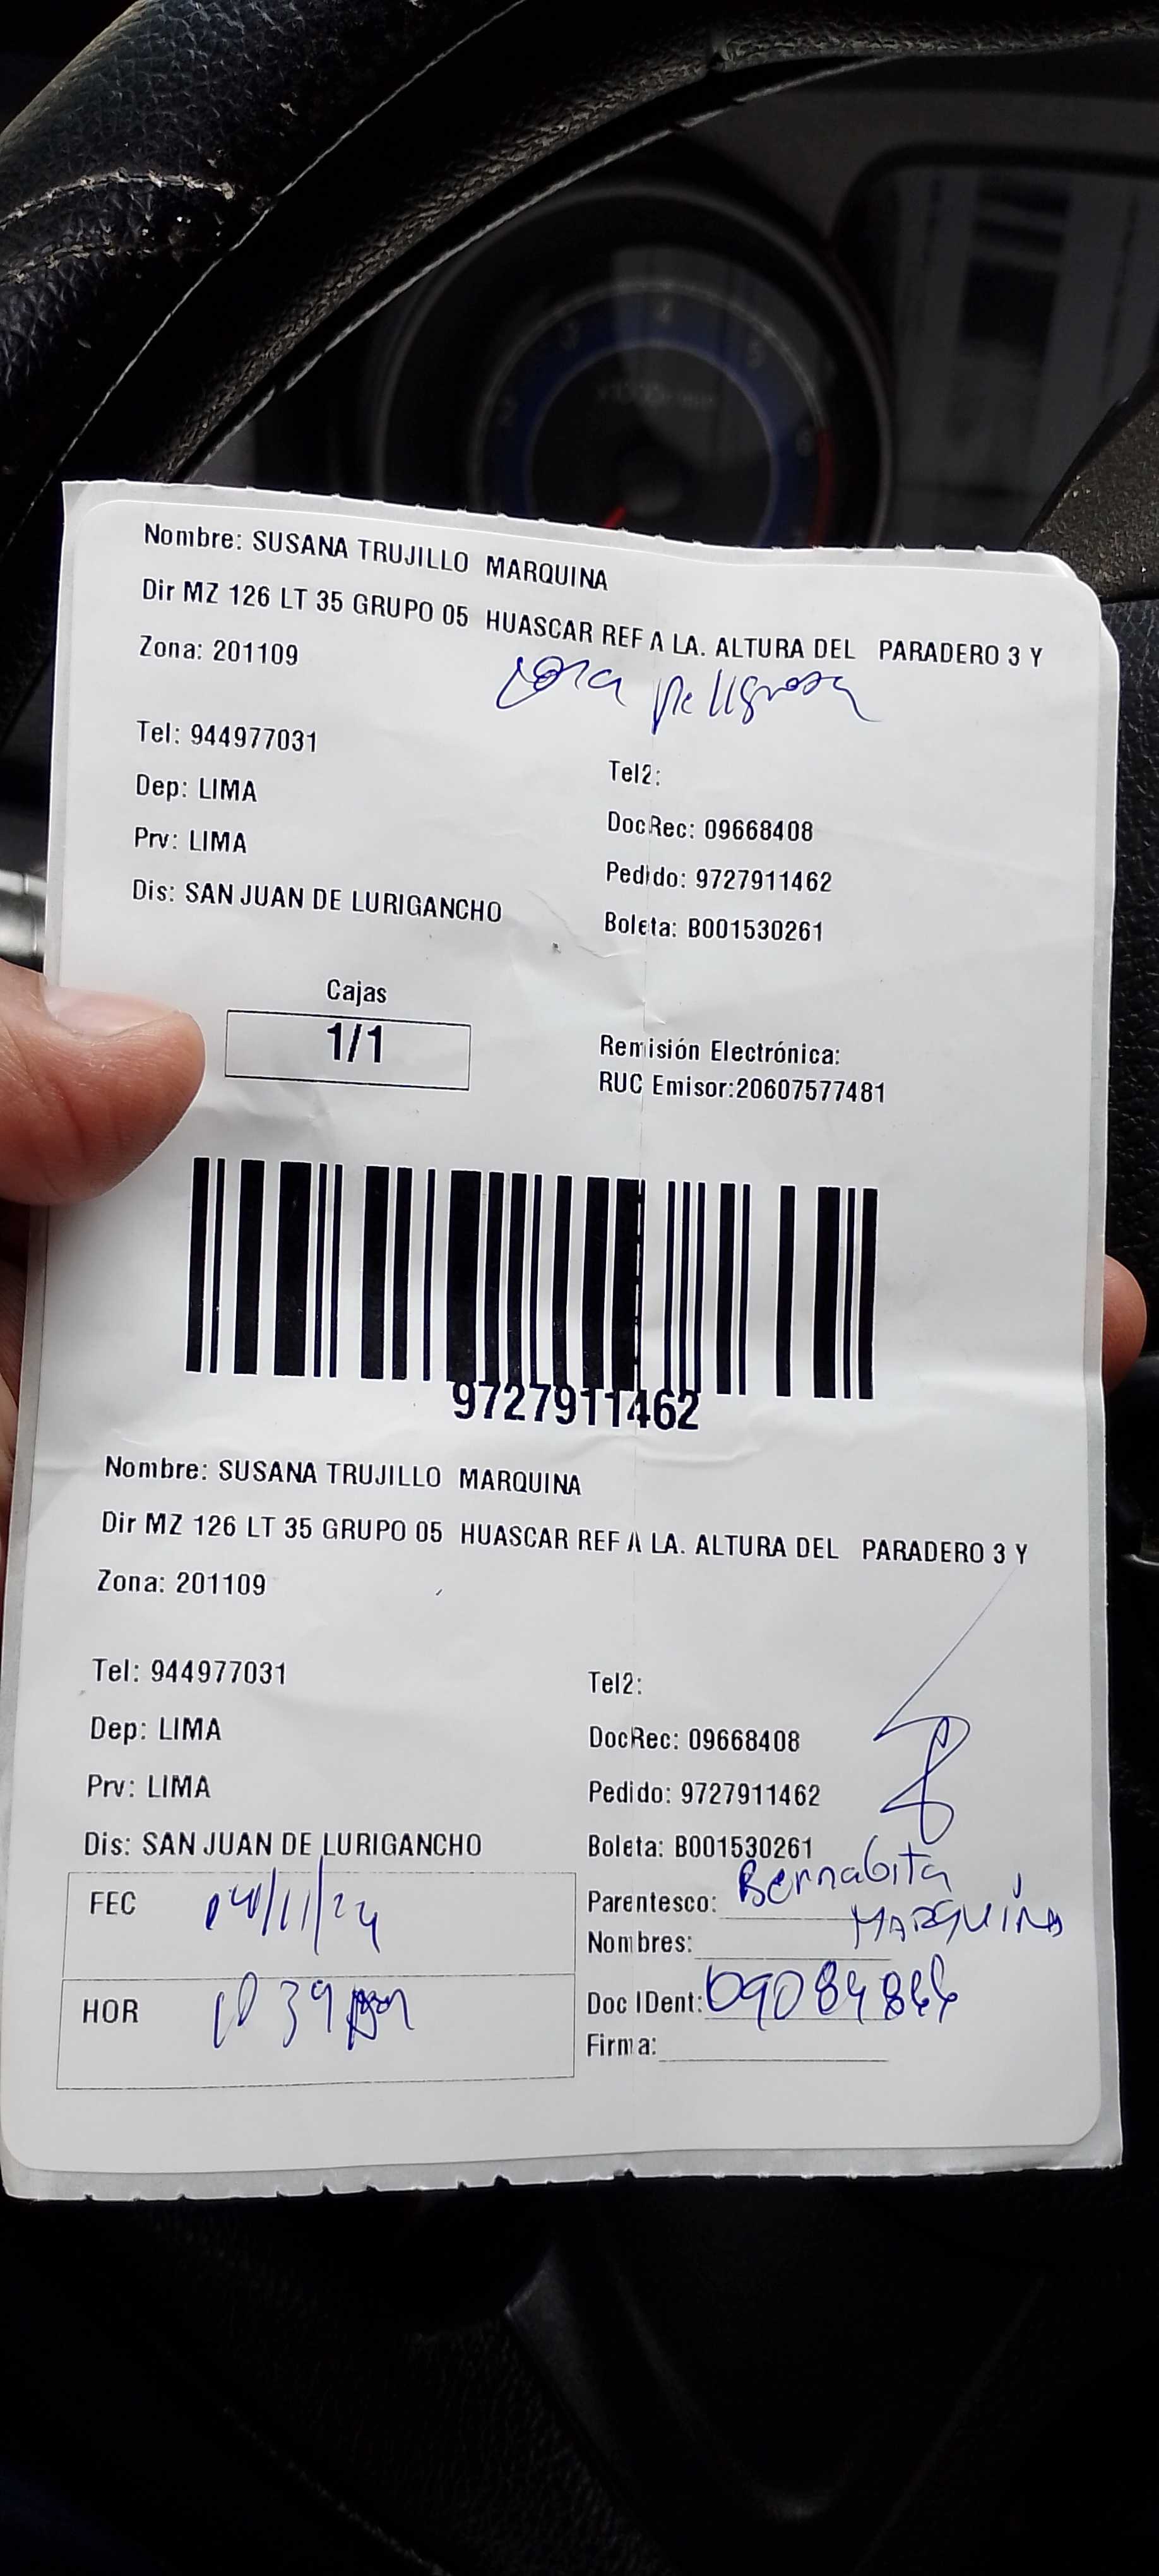 Nombre: SUSANA TRUJILLO MARQUINA
Dir MZ 126 LT 35 GRUPO 05 HUASCAR REF A LA. ALTURA DEL PARADERO 3 Y
Zona: 201109
zona peligrosa
Tel: 944977031
Tel2:
Dep: LIMA
DocRec: 09668408
Prv: LIMA
Pedido: 9727911462
Dis: SAN JUAN DE LURIGANCHO
Boleta: B001530261
Cajas
1/1
Remisión Electrónica:
RUC Emisor:20607577481
9727911462
Nombre: SUSANA TRUJILLO MARQUINA
Dir MZ 126 LT 35 GRUPO 05 HUASCAR REF A LA. ALTURA DEL PARADERO 3 Y
Zona: 201109
Tel: 944977031
Tel2:
Dep: LIMA
DocRec: 09668408
Prv: LIMA
Pedido: 9727911462
Dis: SAN JUAN DE LURIGANCHO
Boleta: B001530261
FEC 04/11/24
Parentesco: Bernabita
MARQUINA
Nombres:
HOR 10 39
Doc IDent:
Firma: